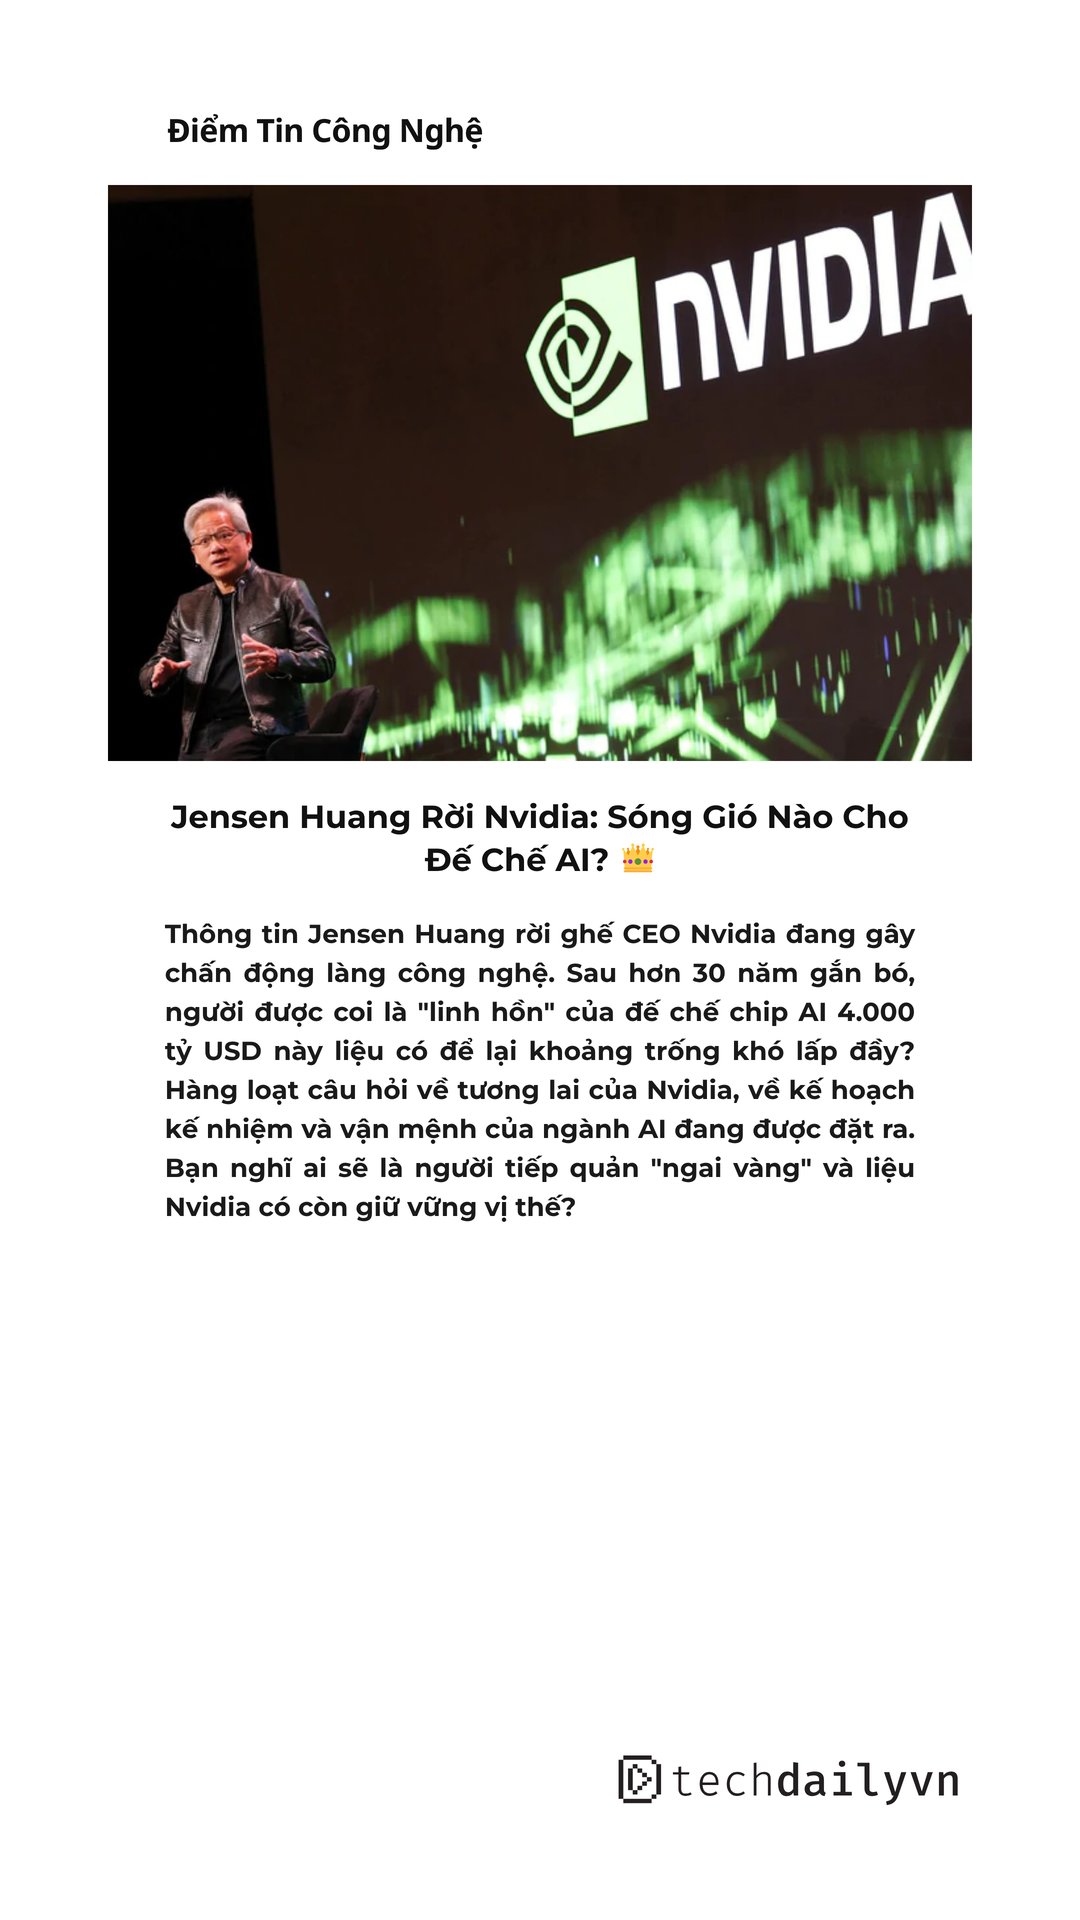 Điểm Tin Công Nghệ
NVIDIA
Jensen Huang Rời Nvidia: Sóng Gió Nào Cho
Đế Chế AI? 👑
Thông tin Jensen Huang rời ghế CEO Nvidia đang gây
chấn động làng công nghệ. Sau hơn 30 năm gắn bó,
người được coi là "linh hồn" của đế chế chip AI 4.000
tỷ USD này liệu có để lại khoảng trống khó lấp đầy?
Hàng loạt câu hỏi về tương lai của Nvidia, về kế hoạch
kế nhiệm và vận mệnh của ngành AI đang được đặt ra.
Bạn nghĩ ai sẽ là người tiếp quản "ngai vàng" và liệu
Nvidia có còn giữ vững vị thế?
techdailyvn